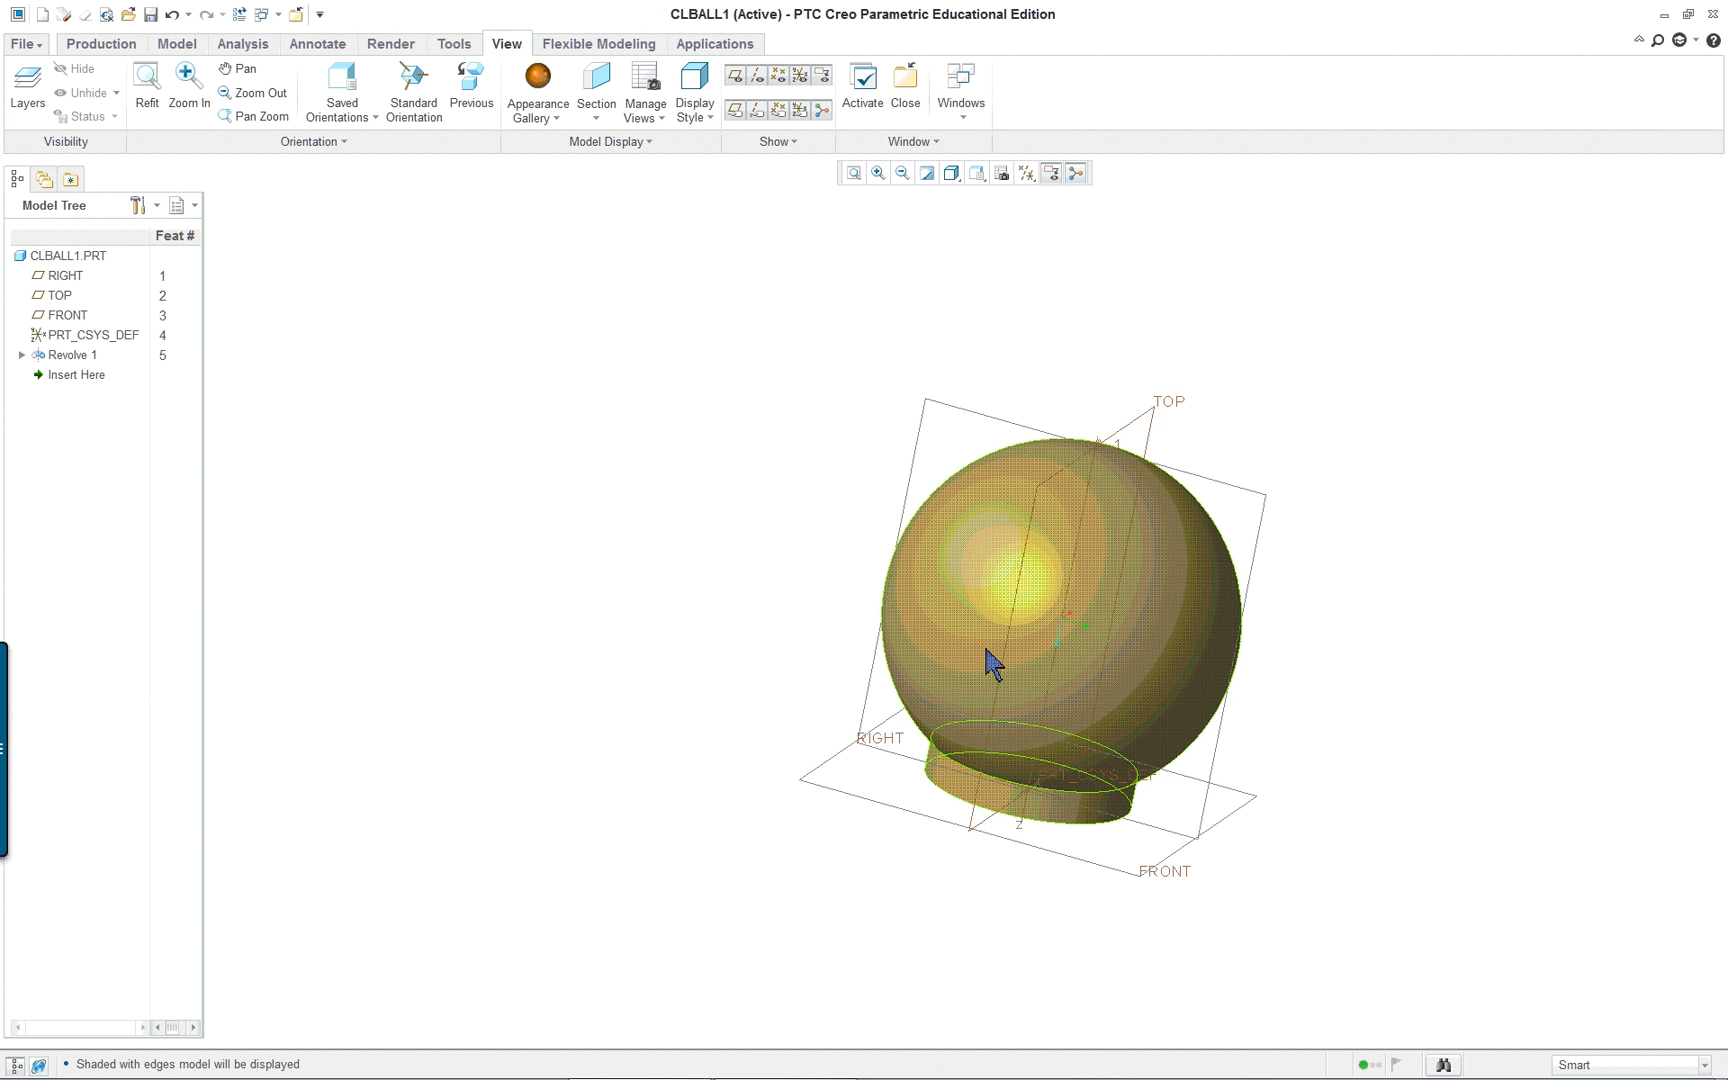 CLBALL1 (Active) - PTC Creo Parametric Educational Edition
File Production Model Analysis Annotate Render Tools View Flexible Modeling Applications
Layers
Hide
Unhide
Status
Visibility
Refit
Zoom In
Pan
Zoom Out
Pan Zoom
Saved
Orientations
Standard
Orientation
Previous
Orientation
Appearance
Gallery
Section
Manage
Views
Display
Style
Model Display
Show
Activate
Close
Windows
Window
Model Tree
Feat #
CLBALL1.PRT
RIGHT 1
TOP 2
FRONT 3
PRT_CSYS_DEF 4
Revolve 1 5
Insert Here
TOP
RIGHT
PRT_CSYS_DEF
Z
FRONT
Shaded with edges model will be displayed
Smart